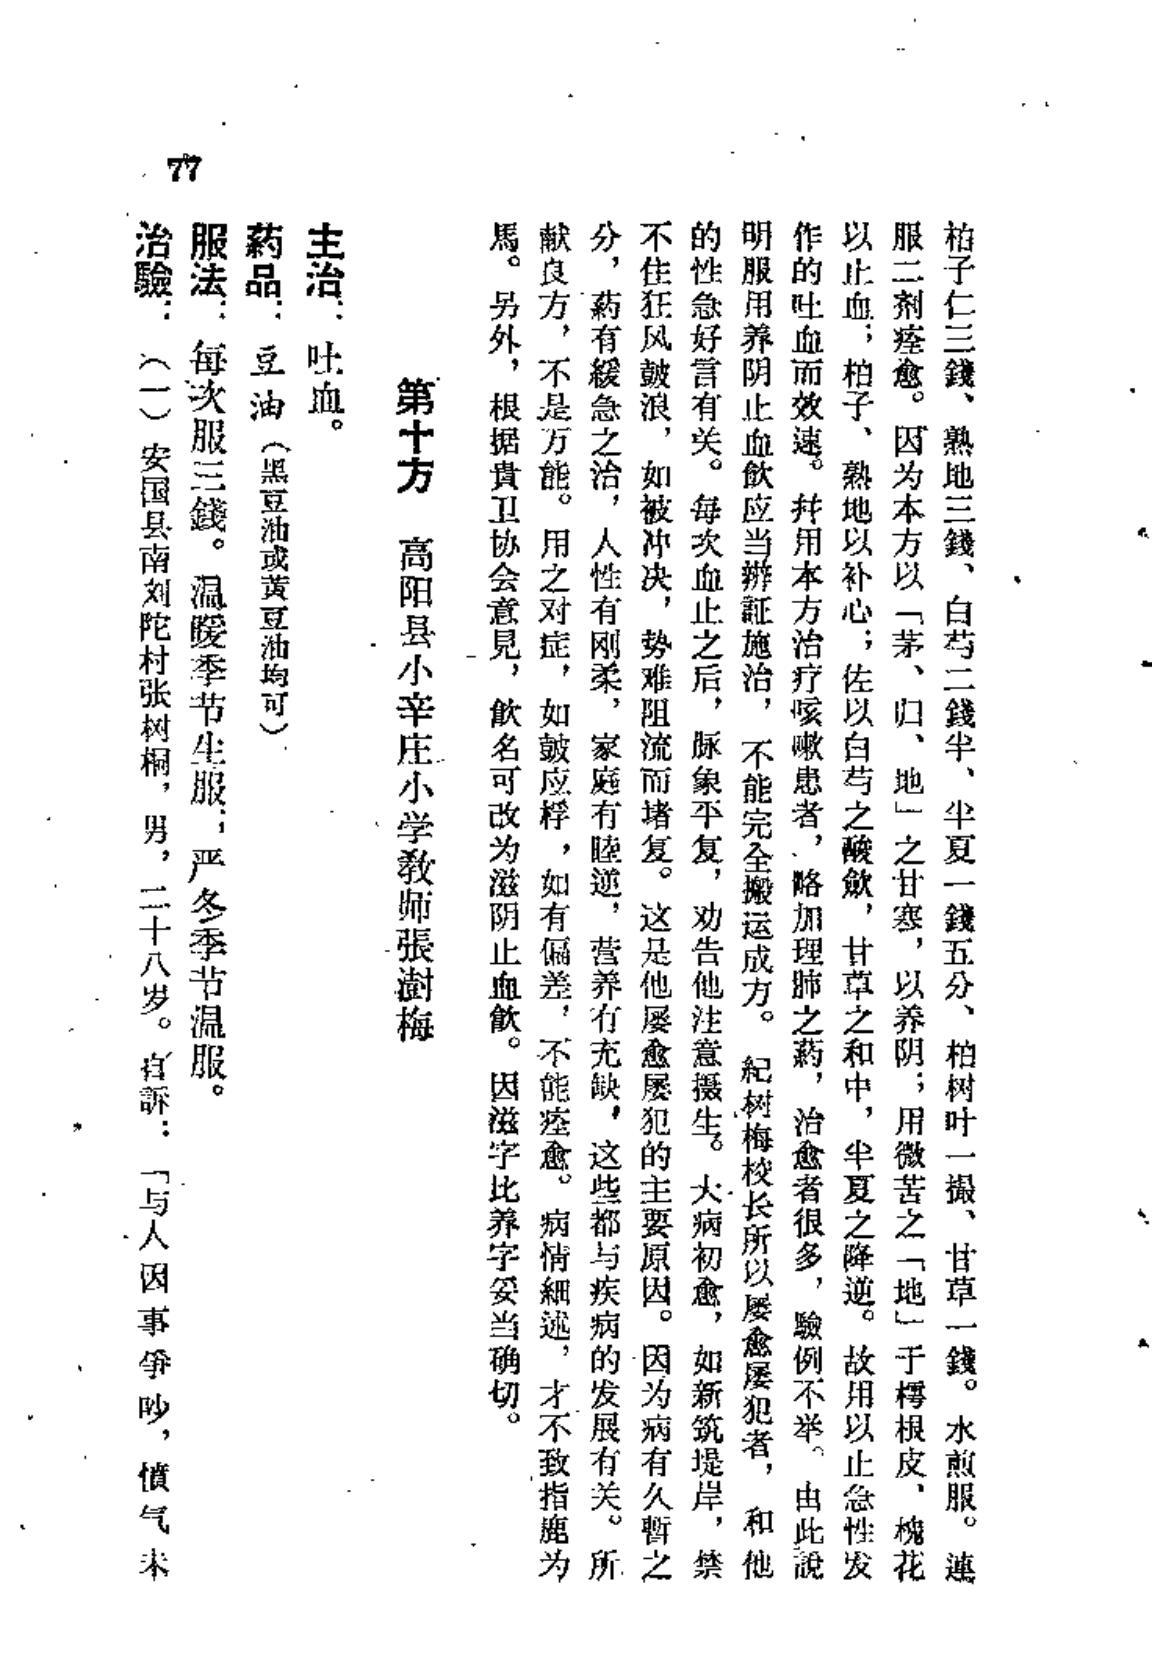 柏子仁三錢、熟地三錢、白芍二錢半、半夏一錢五分、柏树叶一撮、甘草一錢。水煎服。連
服二剂痊愈。因为本方以「茅、归、地」之甘寒，以养阴；用微苦之「地」于樗根皮、槐花
以止血；柏子、熟地以补心；佐以白芍之酸歛，甘草之和中，半夏之降逆。故用以止急性发
作的吐血而效速。幷用本方治疗咳嗽患者，略加理肺之葯，治愈者很多，驗例不举。由此說
明服用养阴止血飲应当辨証施治，不能完全搬运成方。紀树梅校长所以屡愈屡犯者，和他
的性急好言有关。每次血止之后，脉象平复，劝告他注意摄生。大病初愈，如新筑堤岸，禁
不住狂风鼓浪，如被冲决，势难阻流而堵复。这是他屡愈屡犯的主要原因。因为病有久暫之
分，葯有緩急之治，人性有刚柔，家庭有睦逆，营养有充缺，这些都与疾病的发展有关。所
献良方，不是万能。用之对症，如鼓应桴，如有偏差，不能痊愈。病情細述，才不致指鹿为
馬。另外，根据貴卫协会意見，飲名可改为滋阴止血飲。因滋字比养字妥当确切。
第十方　高阳县小辛庄小学教师張澍梅
主治：吐血。
葯品：豆油（黑豆油或黄豆油均可）
服法：每次服三錢。温暖季节生服；严冬季节温服。
治驗：（一）安国县南刘陀村张树桐，男，二十八岁。自訴：「与人因事爭吵，憤气未
77